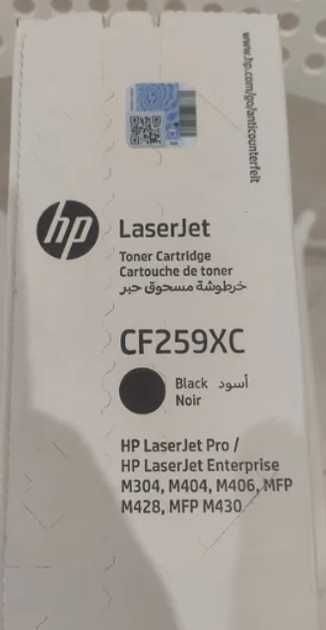 www.hp.com/go/anticounterfeit
hp
LaserJet
Toner Cartridge
Cartouche de toner
خرطوشة مسحوق حبر
CF259XC
Black أسود
Noir
HP LaserJet Pro /
HP LaserJet Enterprise
M304, M404, M406, MFP
M428, MFP M430